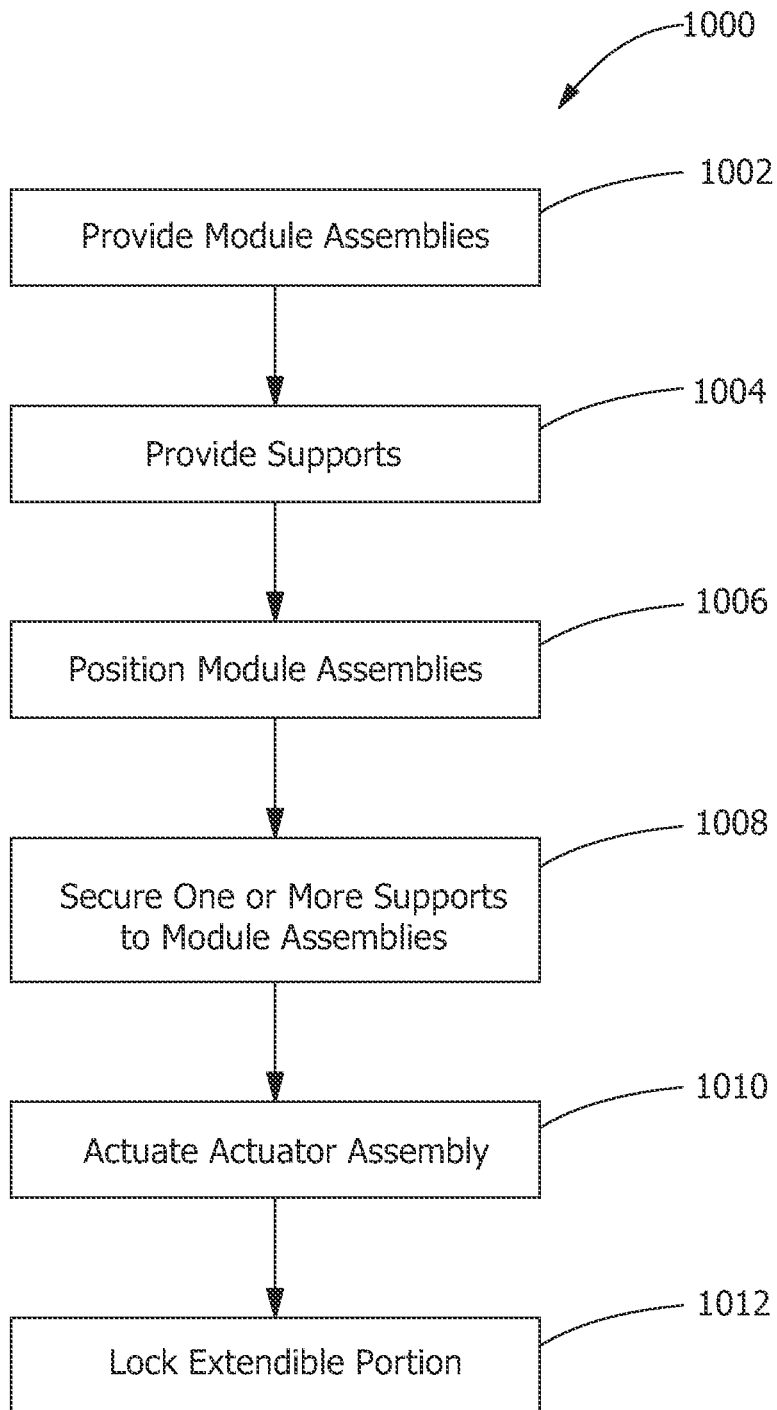 1000
1002
Provide Module Assemblies
1004
Provide Supports
1006
Position Module Assemblies
1008
Secure One or More Supports
to Module Assemblies
1010
Actuate Actuator Assembly
1012
Lock Extendible Portion